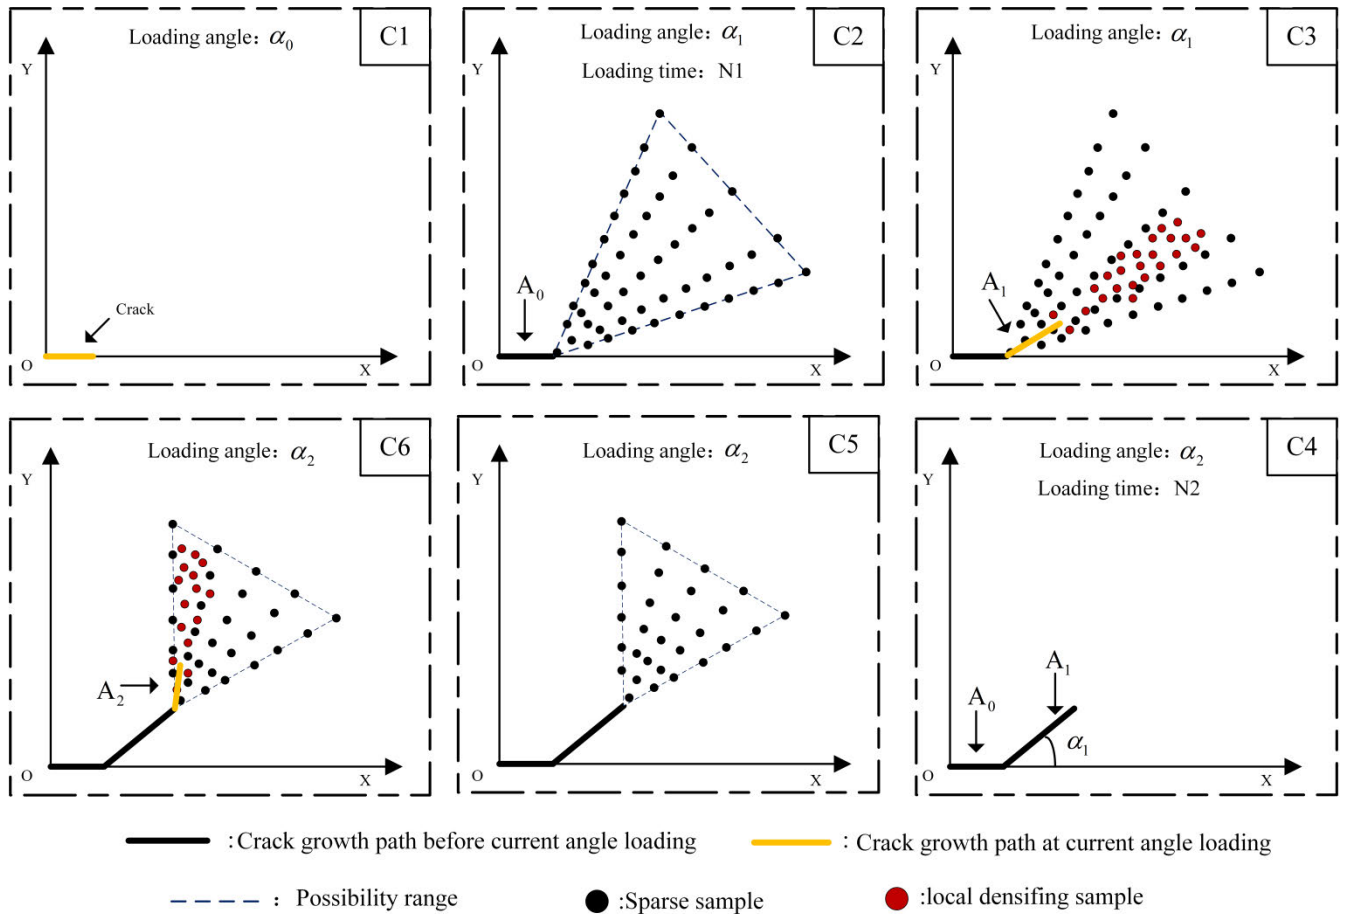 Loading angle: α0
C1
Y
Crack
O
X
Loading angle: α1
C2
Loading time: N1
Y
A0
O
X
Loading angle: α1
C3
Y
A1
O
X
Loading angle: α2
C6
Y
A2
O
X
Loading angle: α2
C5
Y
O
X
Loading angle: α2
C4
Loading time: N2
Y
A1
A0
α1
O
X
:Crack growth path before current angle loading
: Crack growth path at current angle loading
: Possibility range
:Sparse sample
:local densifing sample